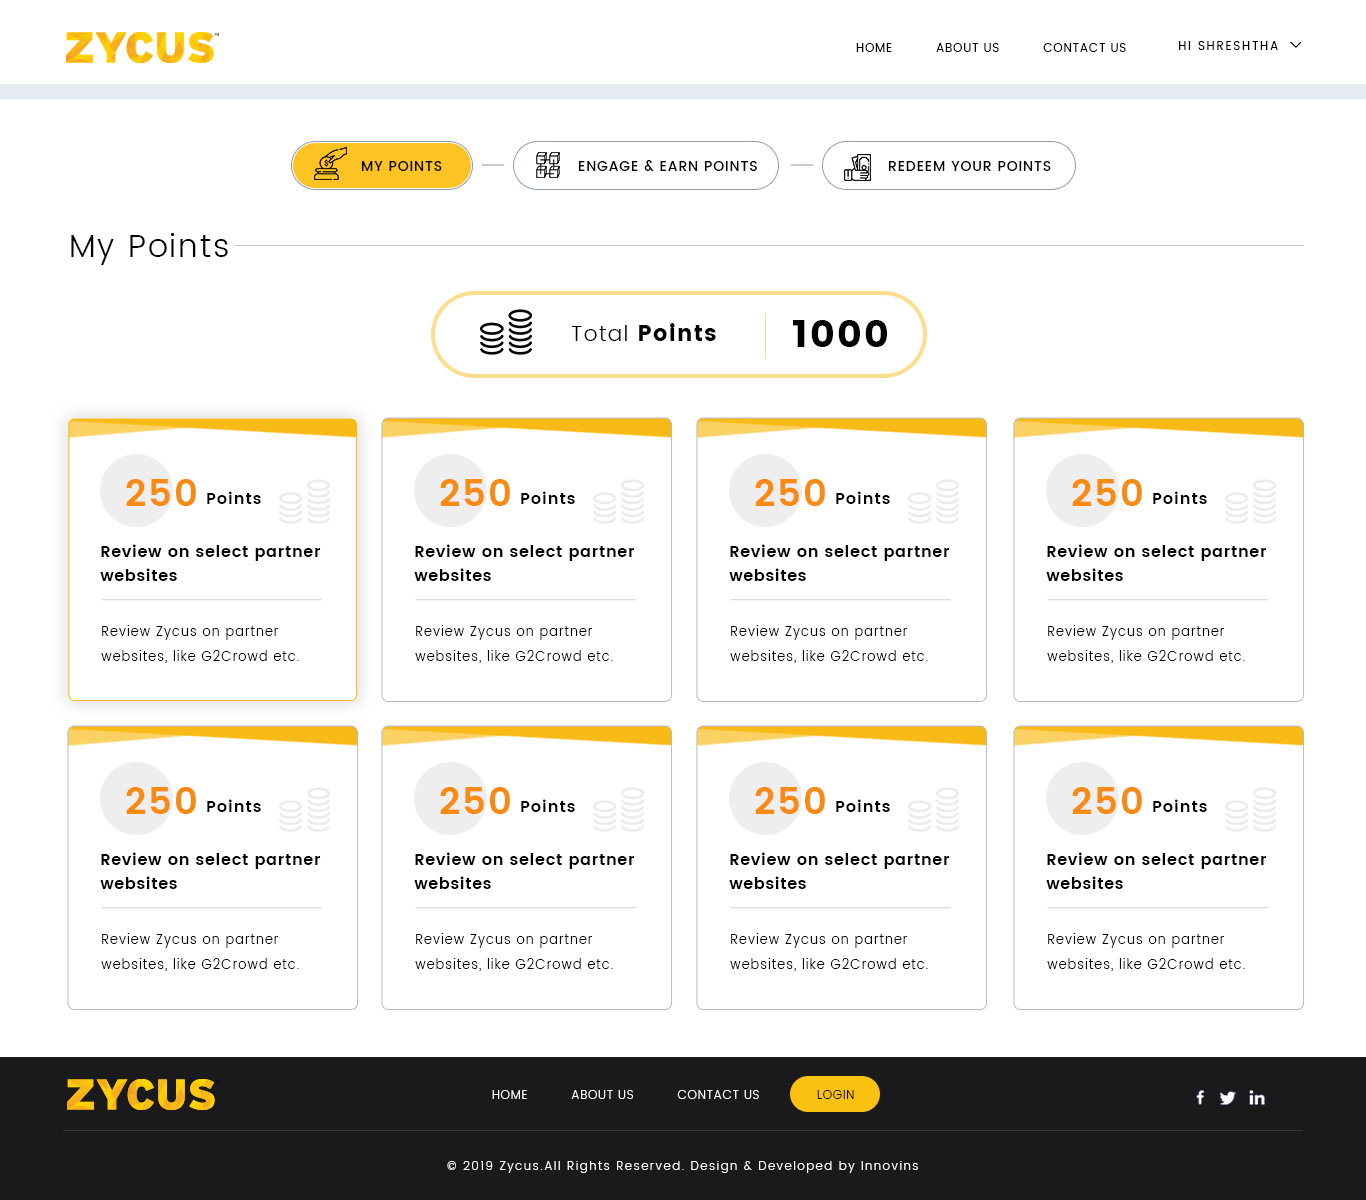 ZYCUS™
HOME ABOUT US CONTACT US HI SHRESHTHA
MY POINTS ENGAGE & EARN POINTS REDEEM YOUR POINTS
My Points
Total Points 1000
250 Points
Review on select partner
websites
Review Zycus on partner
websites, like G2Crowd etc.
250 Points
Review on select partner
websites
Review Zycus on partner
websites, like G2Crowd etc.
250 Points
Review on select partner
websites
Review Zycus on partner
websites, like G2Crowd etc.
250 Points
Review on select partner
websites
Review Zycus on partner
websites, like G2Crowd etc.
250 Points
Review on select partner
websites
Review Zycus on partner
websites, like G2Crowd etc.
250 Points
Review on select partner
websites
Review Zycus on partner
websites, like G2Crowd etc.
250 Points
Review on select partner
websites
Review Zycus on partner
websites, like G2Crowd etc.
250 Points
Review on select partner
websites
Review Zycus on partner
websites, like G2Crowd etc.
ZYCUS
HOME ABOUT US CONTACT US LOGIN
© 2019 Zycus.All Rights Reserved. Design & Developed by Innovins